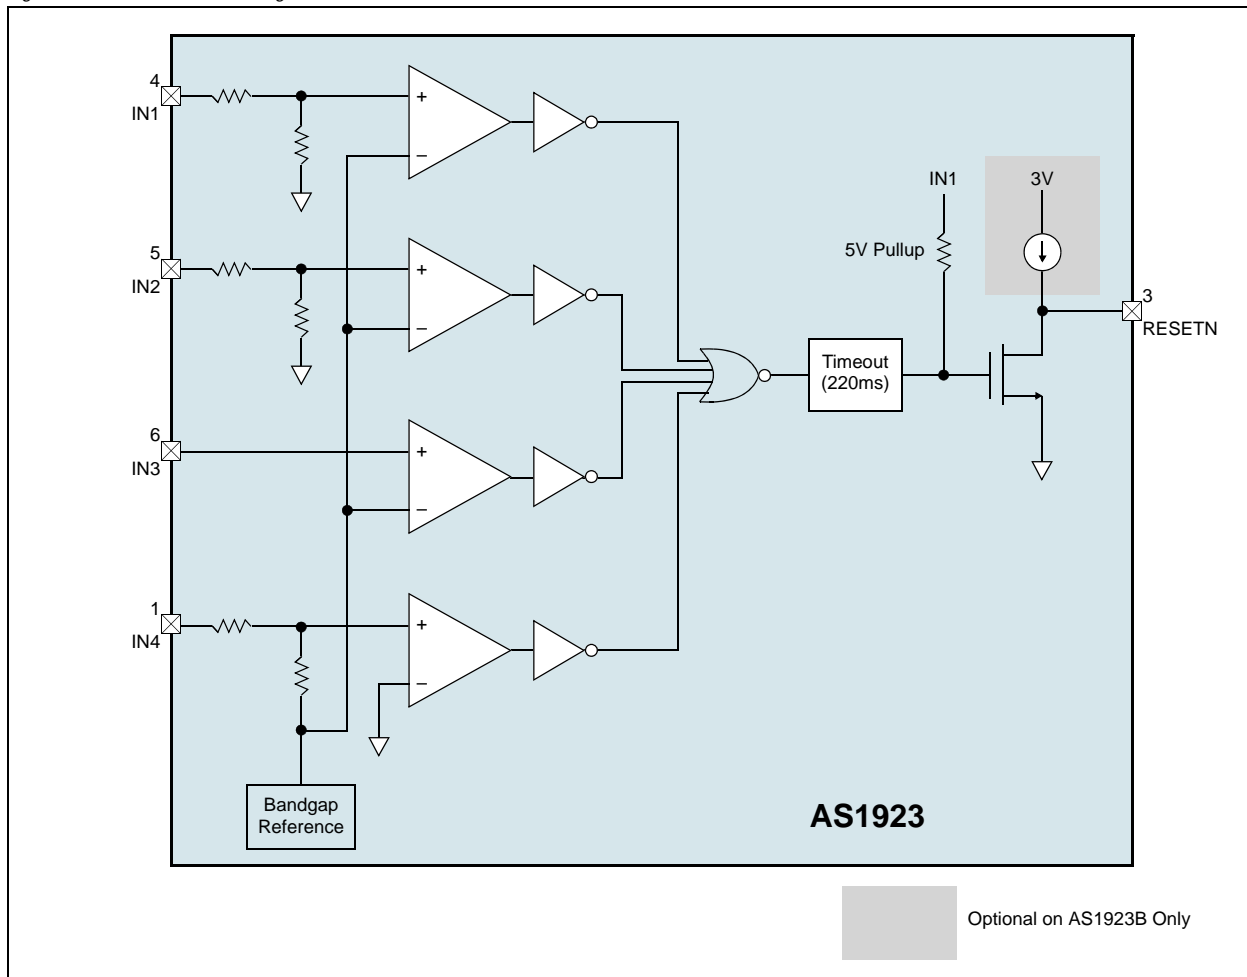 4
IN1
+
−
5
IN2
+
−
6
IN3
+
−
1
IN4
+
−
Bandgap
Reference
Timeout
(220ms)
IN1
5V Pullup
3V
3
RESETN
AS1923
Optional on AS1923B Only